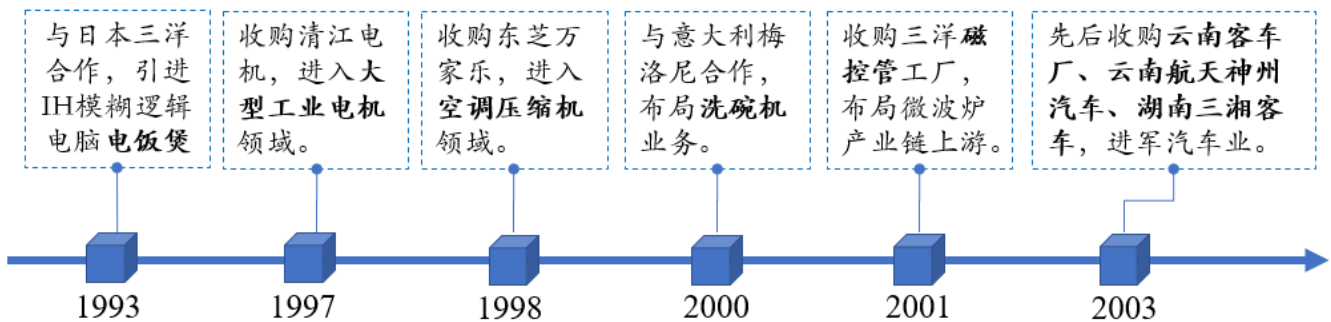 与日本三洋
合作，引进
IH模糊逻辑
电脑电饭煲
收购清江电
机，进入大
型工业电机
领域。
收购东芝万
家乐，进入
空调压缩机
领域。
与意大利梅
洛尼合作，
布局洗碗机
业务。
收购三洋磁
控管工厂，
布局微波炉
产业链上游。
先后收购云南客车
厂、云南航天神州
汽车、湖南三湘客
车，进军汽车业。
1993
1997
1998
2000
2001
2003